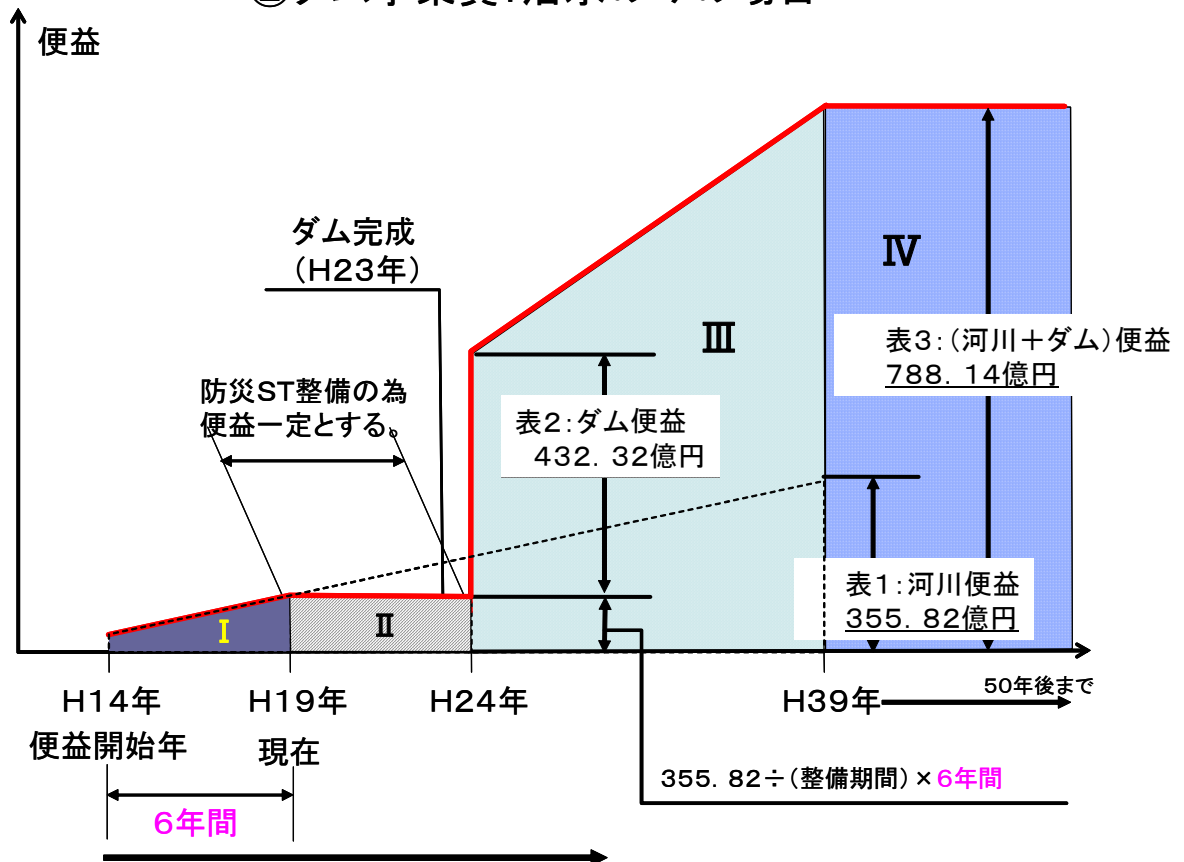 便益
ダム完成
(H23年)
Ⅳ
Ⅲ
表3:(河川+ダム)便益
788.14億円
防災ST整備の為
便益一定とする。
表2:ダム便益
432.32億円
表1:河川便益
355.82億円
Ⅰ
Ⅱ
H14年
H19年
H24年
H39年
50年後まで
便益開始年
現在
355.82÷(整備期間)×6年間
6年間